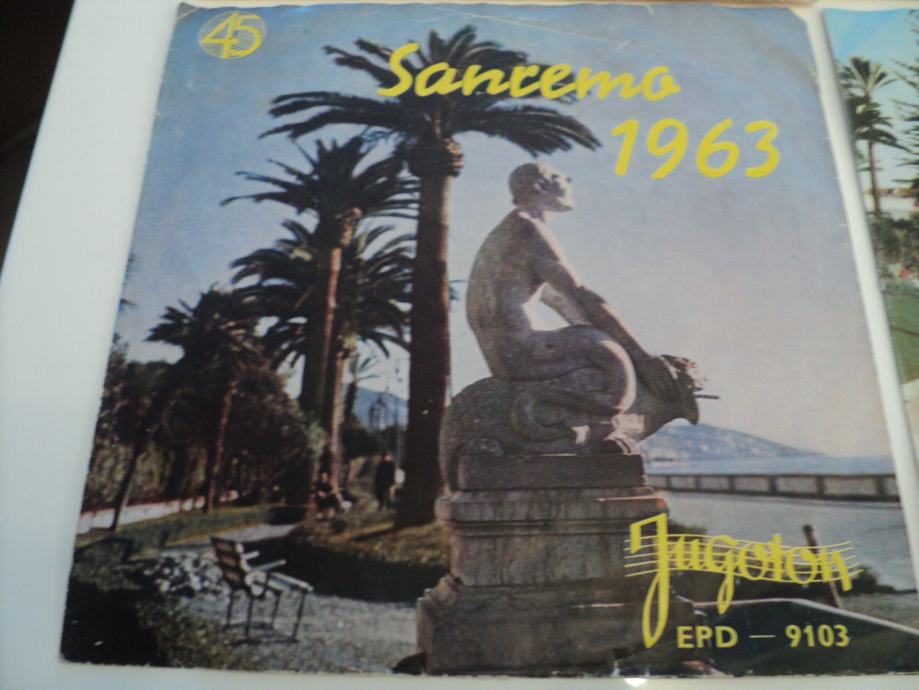 45
Sanremo
1963
Jugoton
EPD — 9103